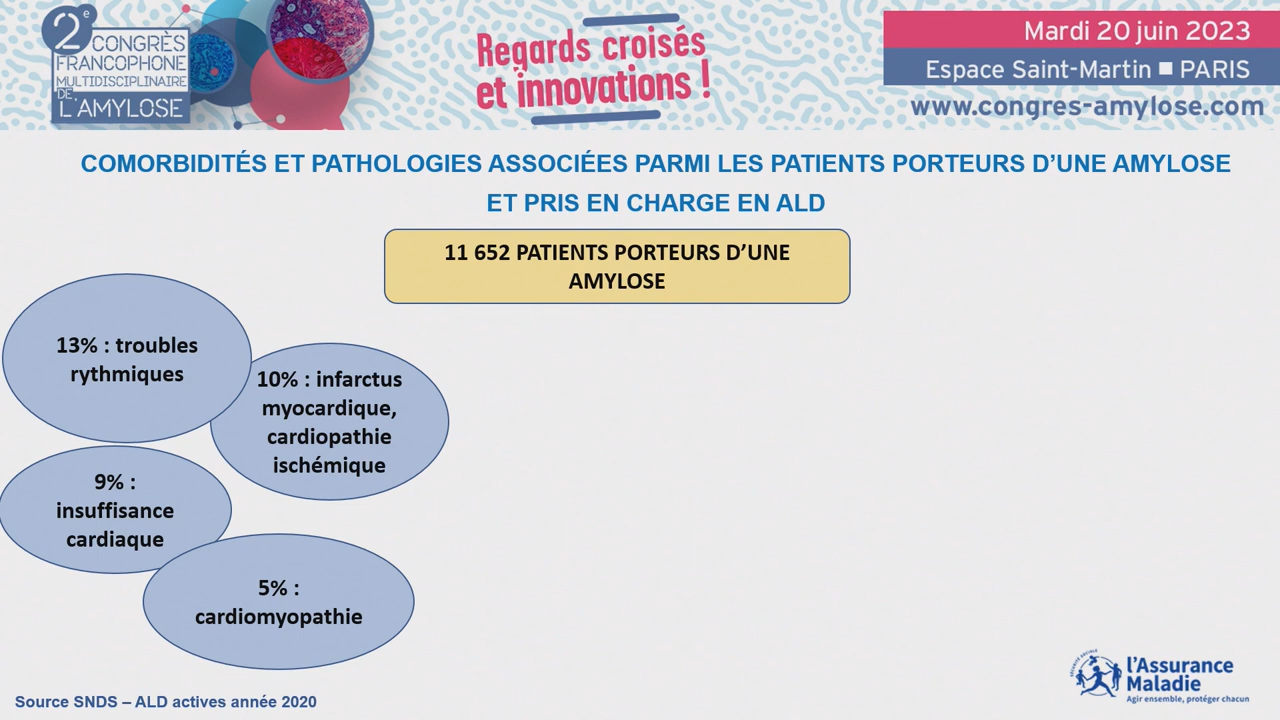 2e CONGRÈS
FRANCOPHONE
MULTIDISCIPLINAIRE
DE
L'AMYLOSE
Regards croisés
et innovations !
Mardi 20 juin 2023
Espace Saint-Martin ■ PARIS
www.congres-amylose.com
COMORBIDITÉS ET PATHOLOGIES ASSOCIÉES PARMI LES PATIENTS PORTEURS D'UNE AMYLOSE
ET PRIS EN CHARGE EN ALD
11 652 PATIENTS PORTEURS D'UNE
AMYLOSE
13% : troubles
rythmiques
10% : infarctus
myocardique,
cardiopathie
ischémique
9% :
insuffisance
cardiaque
5% :
cardiomyopathie
Source SNDS – ALD actives année 2020
SÉCURITÉ SOCIALE
l'Assurance
Maladie
Agir ensemble, protéger chacun